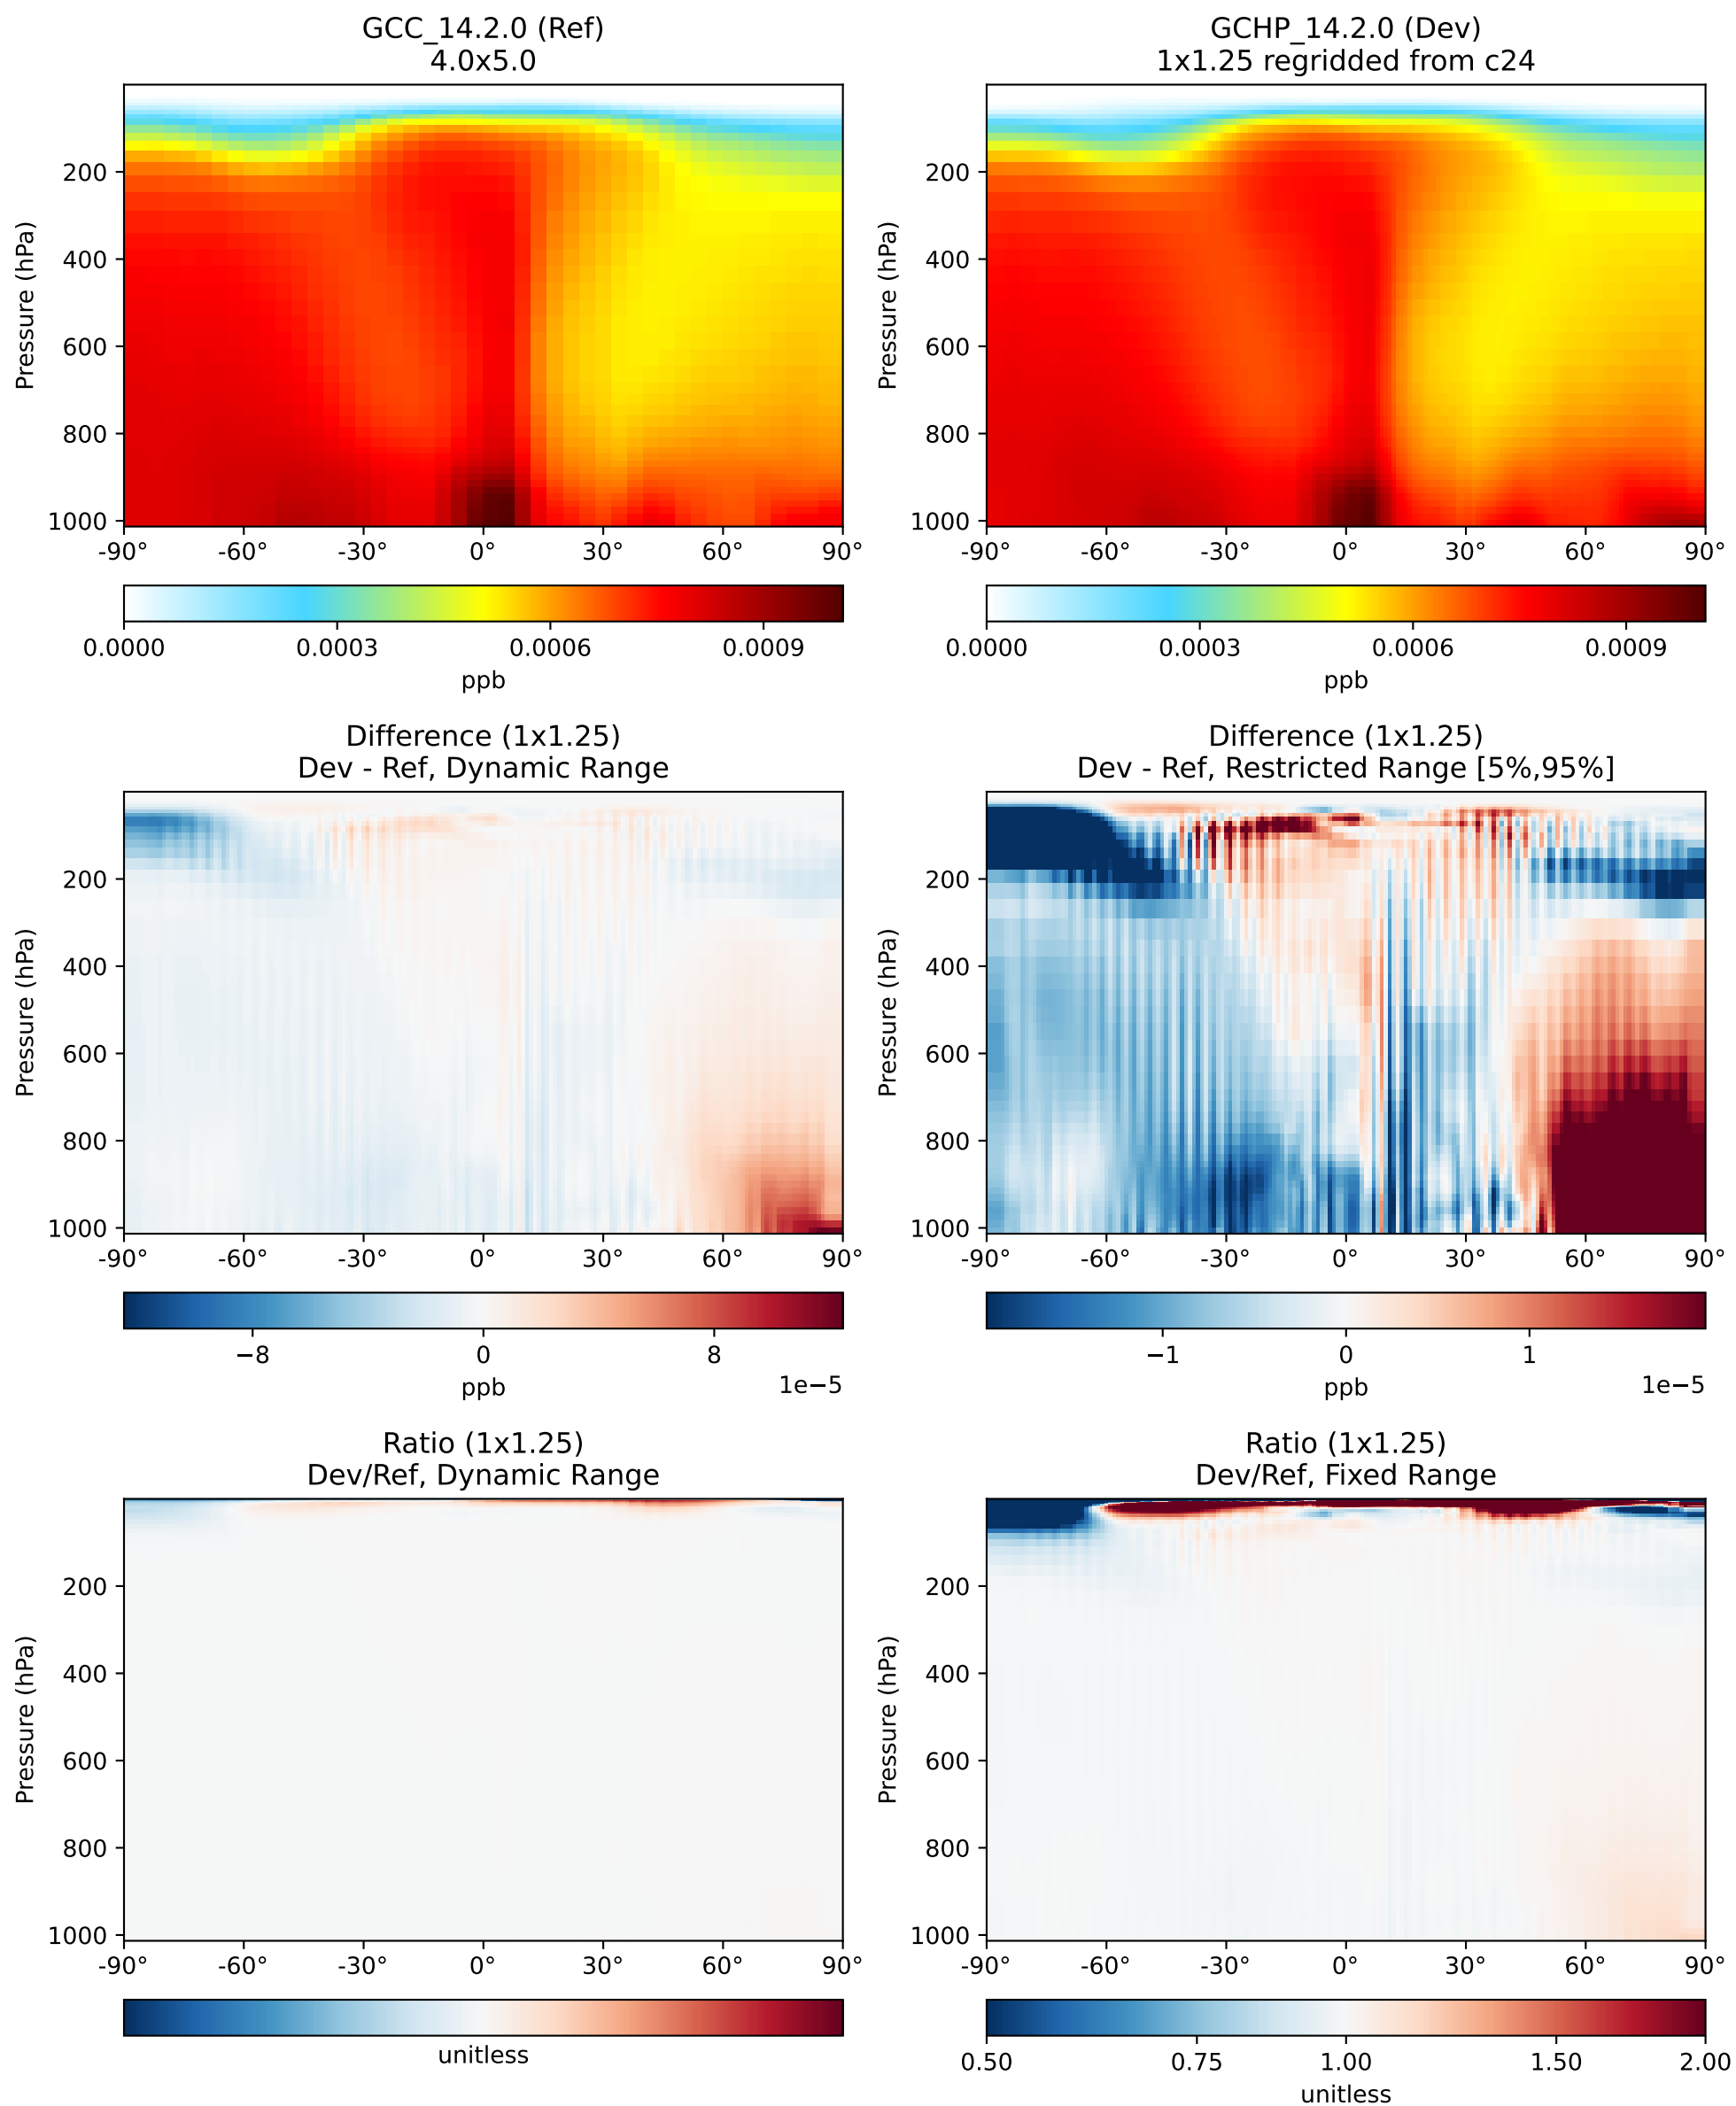 GCC_14.2.0 (Ref)
4.0x5.0
Pressure (hPa)
200
400
600
800
1000
-90° -60° -30° 0° 30° 60° 90°
0.0000 0.0003 0.0006 0.0009
ppb
GCHP_14.2.0 (Dev)
1x1.25 regridded from c24
Pressure (hPa)
200
400
600
800
1000
-90° -60° -30° 0° 30° 60° 90°
0.0000 0.0003 0.0006 0.0009
ppb
Difference (1x1.25)
Dev - Ref, Dynamic Range
Pressure (hPa)
200
400
600
800
1000
-90° -60° -30° 0° 30° 60° 90°
−8 0 8
ppb
1e−5
Difference (1x1.25)
Dev - Ref, Restricted Range [5%,95%]
Pressure (hPa)
200
400
600
800
1000
-90° -60° -30° 0° 30° 60° 90°
−1 0 1
ppb
1e−5
Ratio (1x1.25)
Dev/Ref, Dynamic Range
Pressure (hPa)
200
400
600
800
1000
-90° -60° -30° 0° 30° 60° 90°
unitless
Ratio (1x1.25)
Dev/Ref, Fixed Range
Pressure (hPa)
200
400
600
800
1000
-90° -60° -30° 0° 30° 60° 90°
0.50 0.75 1.00 1.50 2.00
unitless